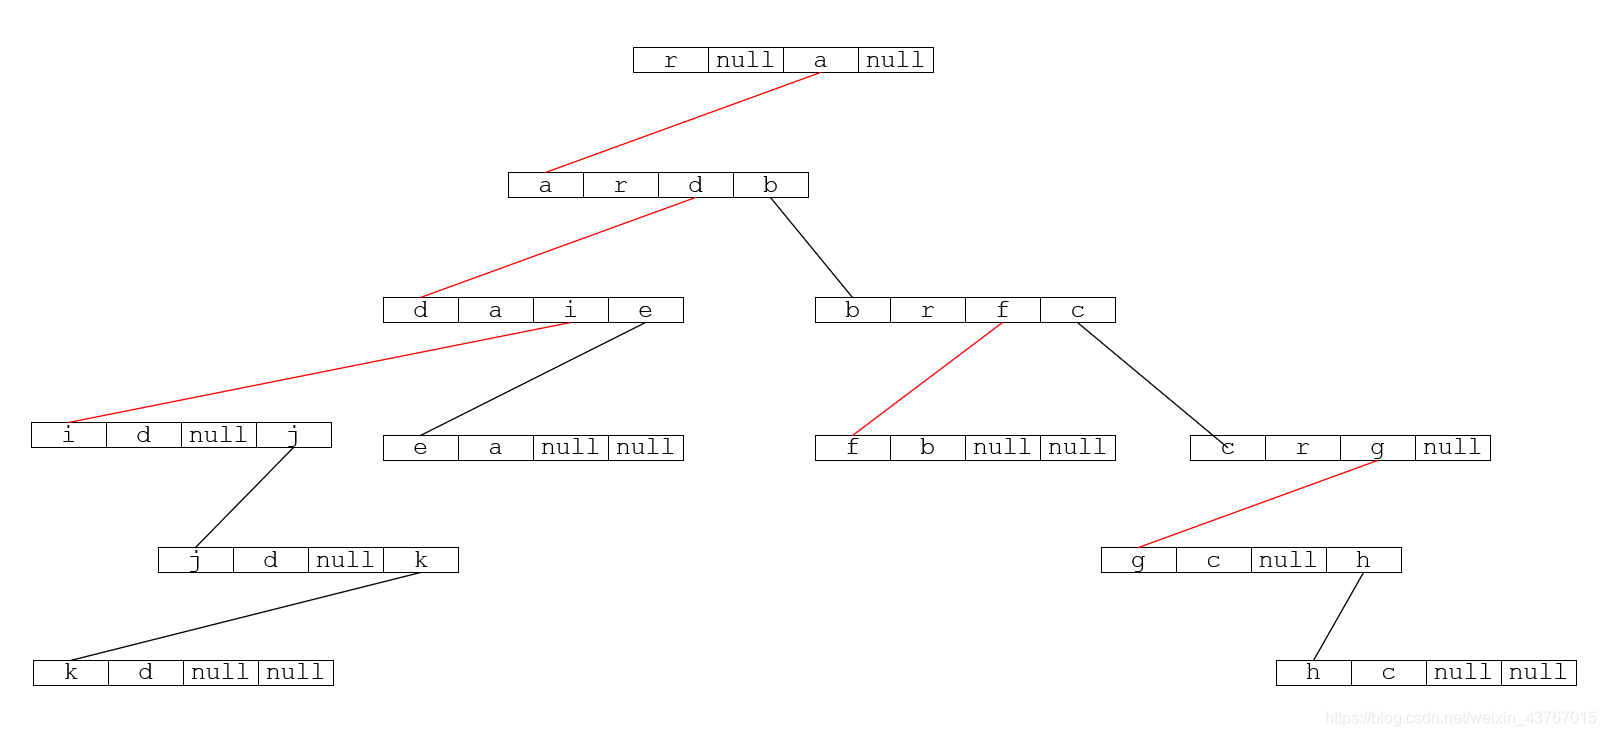 r null a null
a r d b
d a i e
b r f c
i d null j
e a null null
f b null null
c r g null
j d null k
g c null h
k d null null
h c null null
https://blog.csdn.net/weixin_43767015